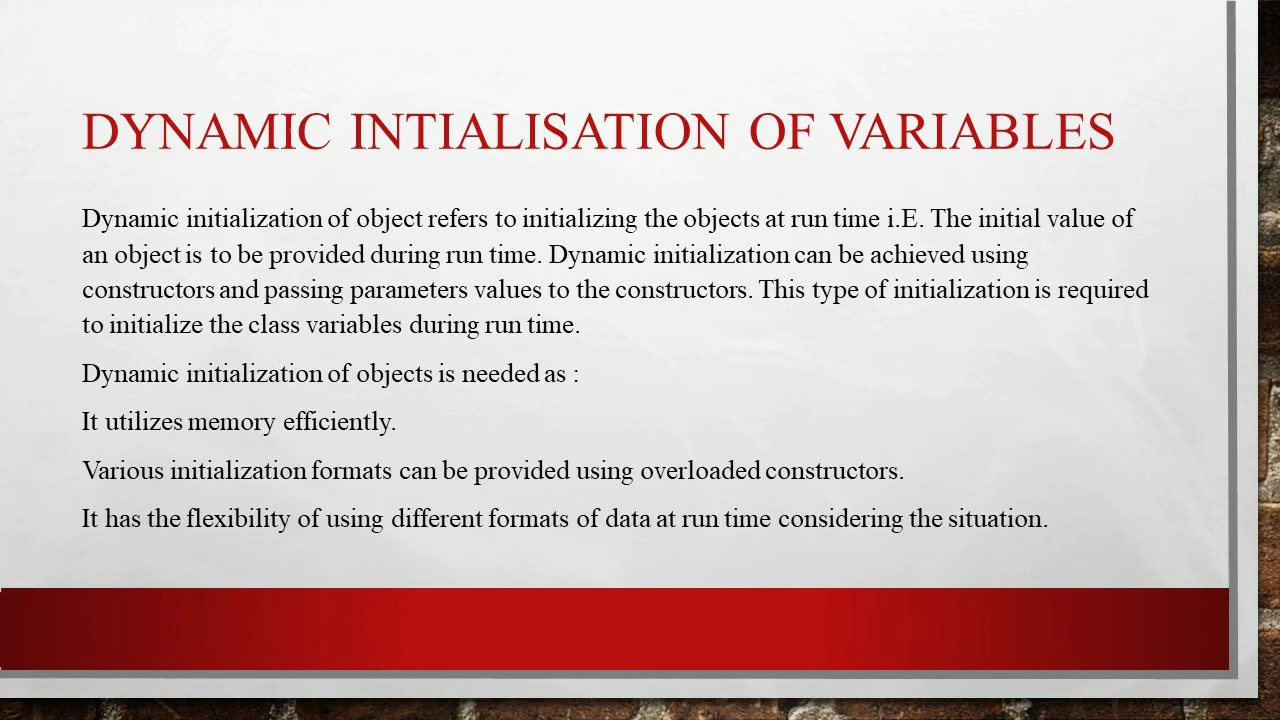 DYNAMIC INTIALISATION OF VARIABLES
Dynamic initialization of object refers to initializing the objects at run time i.E. The initial value of
an object is to be provided during run time. Dynamic initialization can be achieved using
constructors and passing parameters values to the constructors. This type of initialization is required
to initialize the class variables during run time.
Dynamic initialization of objects is needed as :
It utilizes memory efficiently.
Various initialization formats can be provided using overloaded constructors.
It has the flexibility of using different formats of data at run time considering the situation.